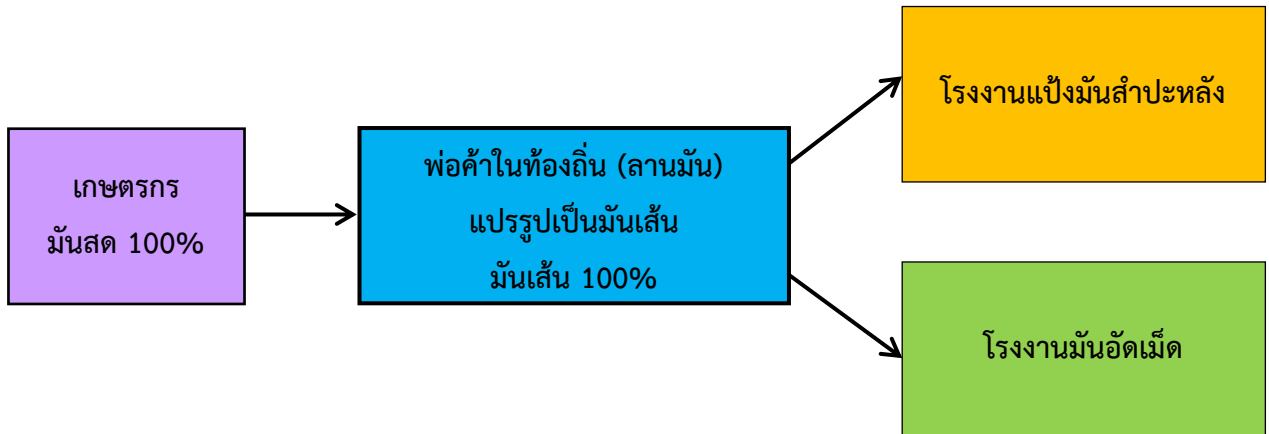 เกษตรกร
มันสด 100%
พ่อค้าในท้องถิ่น (ลานมัน)
แปรรูปเป็นมันเส้น
มันเส้น 100%
โรงงานแป้งมันสำปะหลัง
โรงงานมันอัดเม็ด